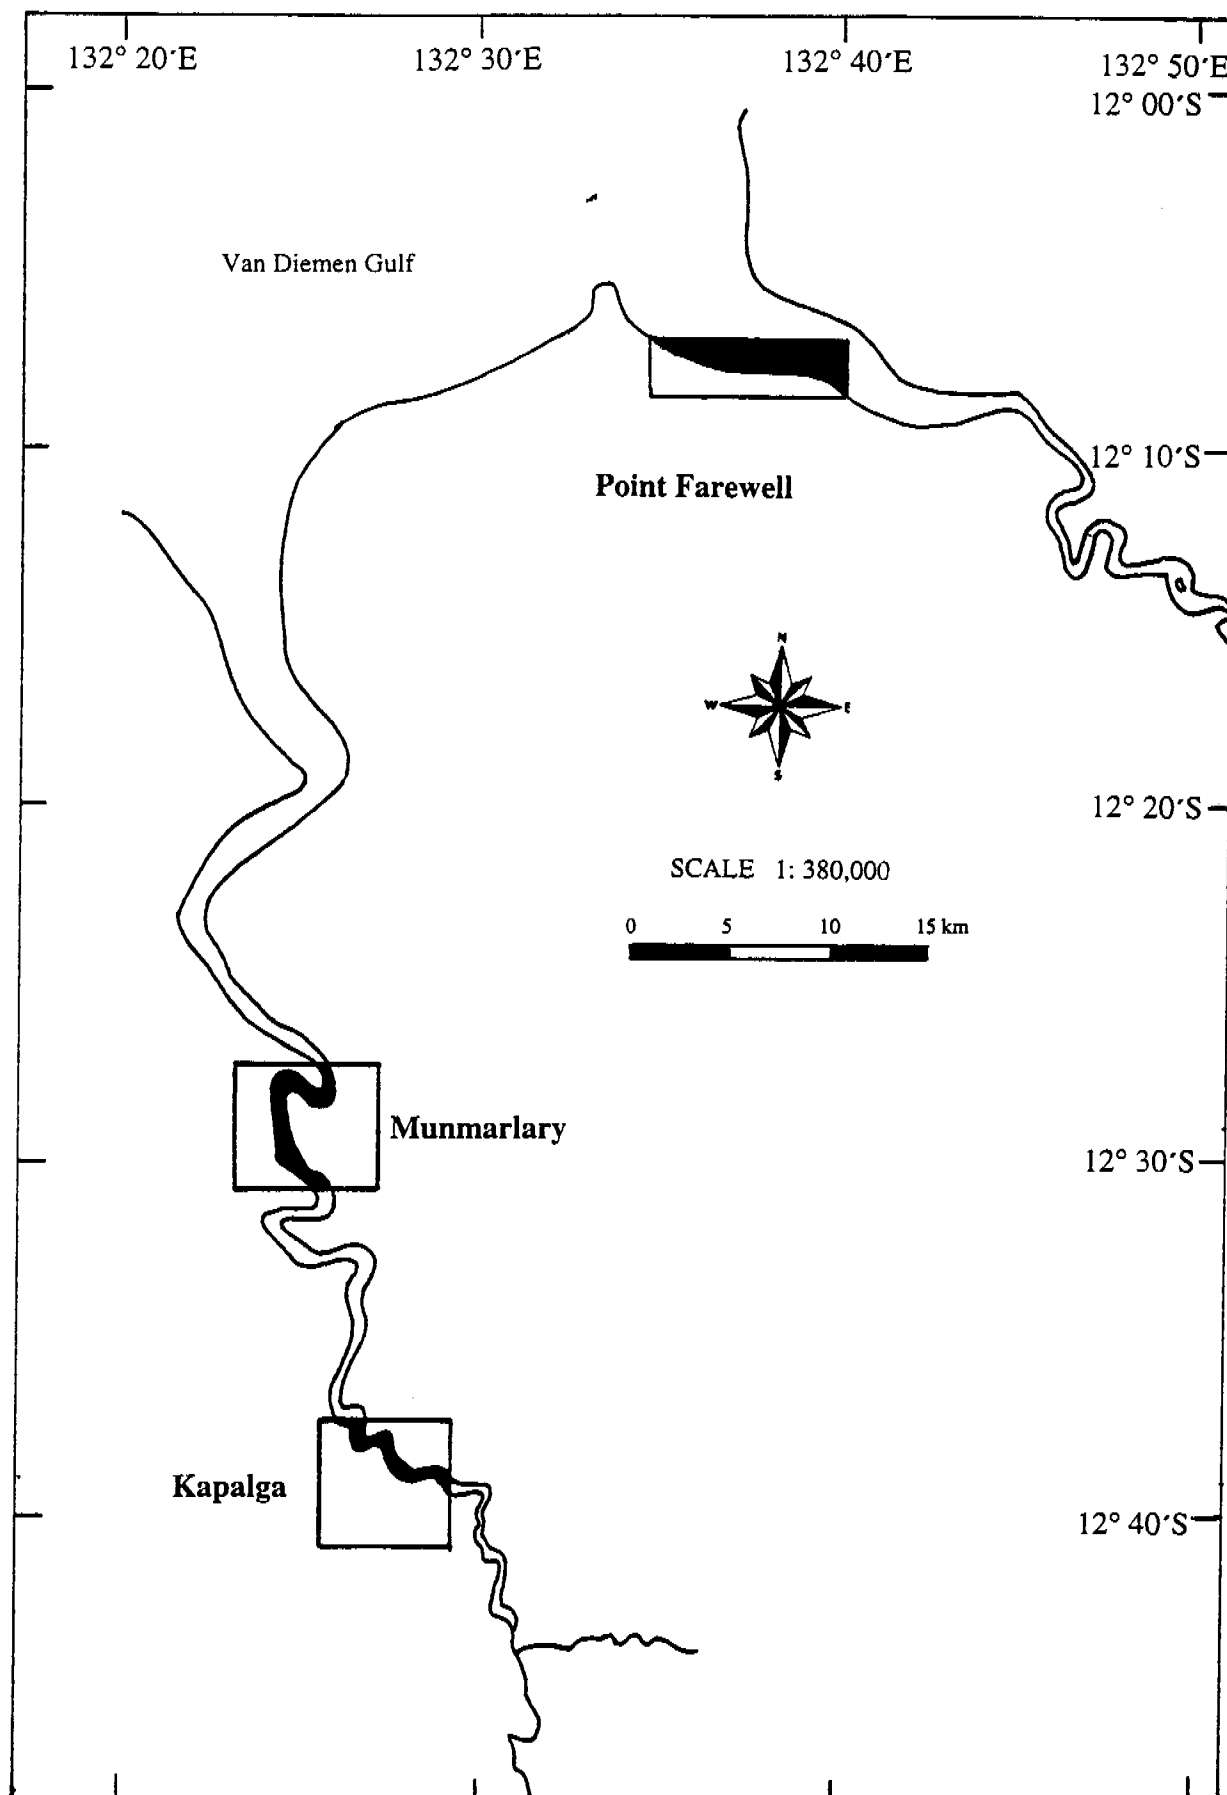 132° 20´E 132° 30´E 132° 40´E 132° 50´E
12° 00´S
Van Diemen Gulf
12° 10´S
Point Farewell
N
W E
S
12° 20´S
SCALE 1: 380,000
0 5 10 15 km
Munmarlary
12° 30´S
Kapalga
12° 40´S